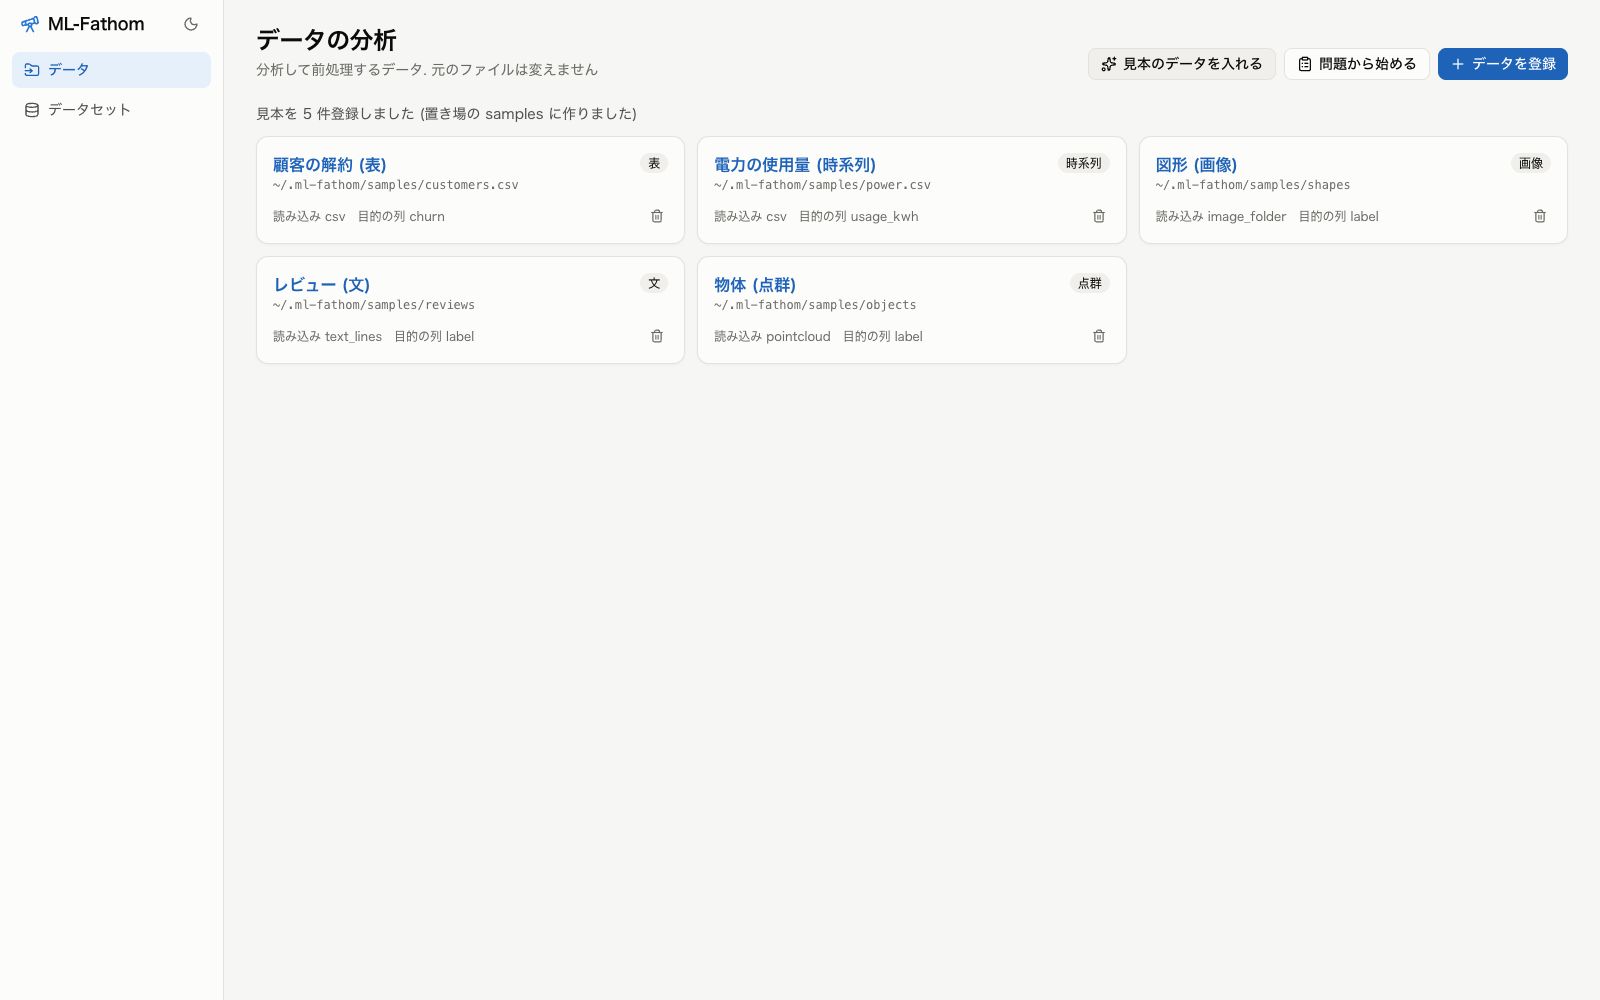 ML-Fathom
データ
データセット
データの分析
分析して前処理するデータ. 元のファイルは変えません
見本のデータを入れる
問題から始める
データを登録
見本を 5 件登録しました (置き場の samples に作りました)
顧客の解約 (表)
表
~/.ml-fathom/samples/customers.csv
読み込み csv 目的の列 churn
電力の使用量 (時系列)
時系列
~/.ml-fathom/samples/power.csv
読み込み csv 目的の列 usage_kwh
図形 (画像)
画像
~/.ml-fathom/samples/shapes
読み込み image_folder 目的の列 label
レビュー (文)
文
~/.ml-fathom/samples/reviews
読み込み text_lines 目的の列 label
物体 (点群)
点群
~/.ml-fathom/samples/objects
読み込み pointcloud 目的の列 label